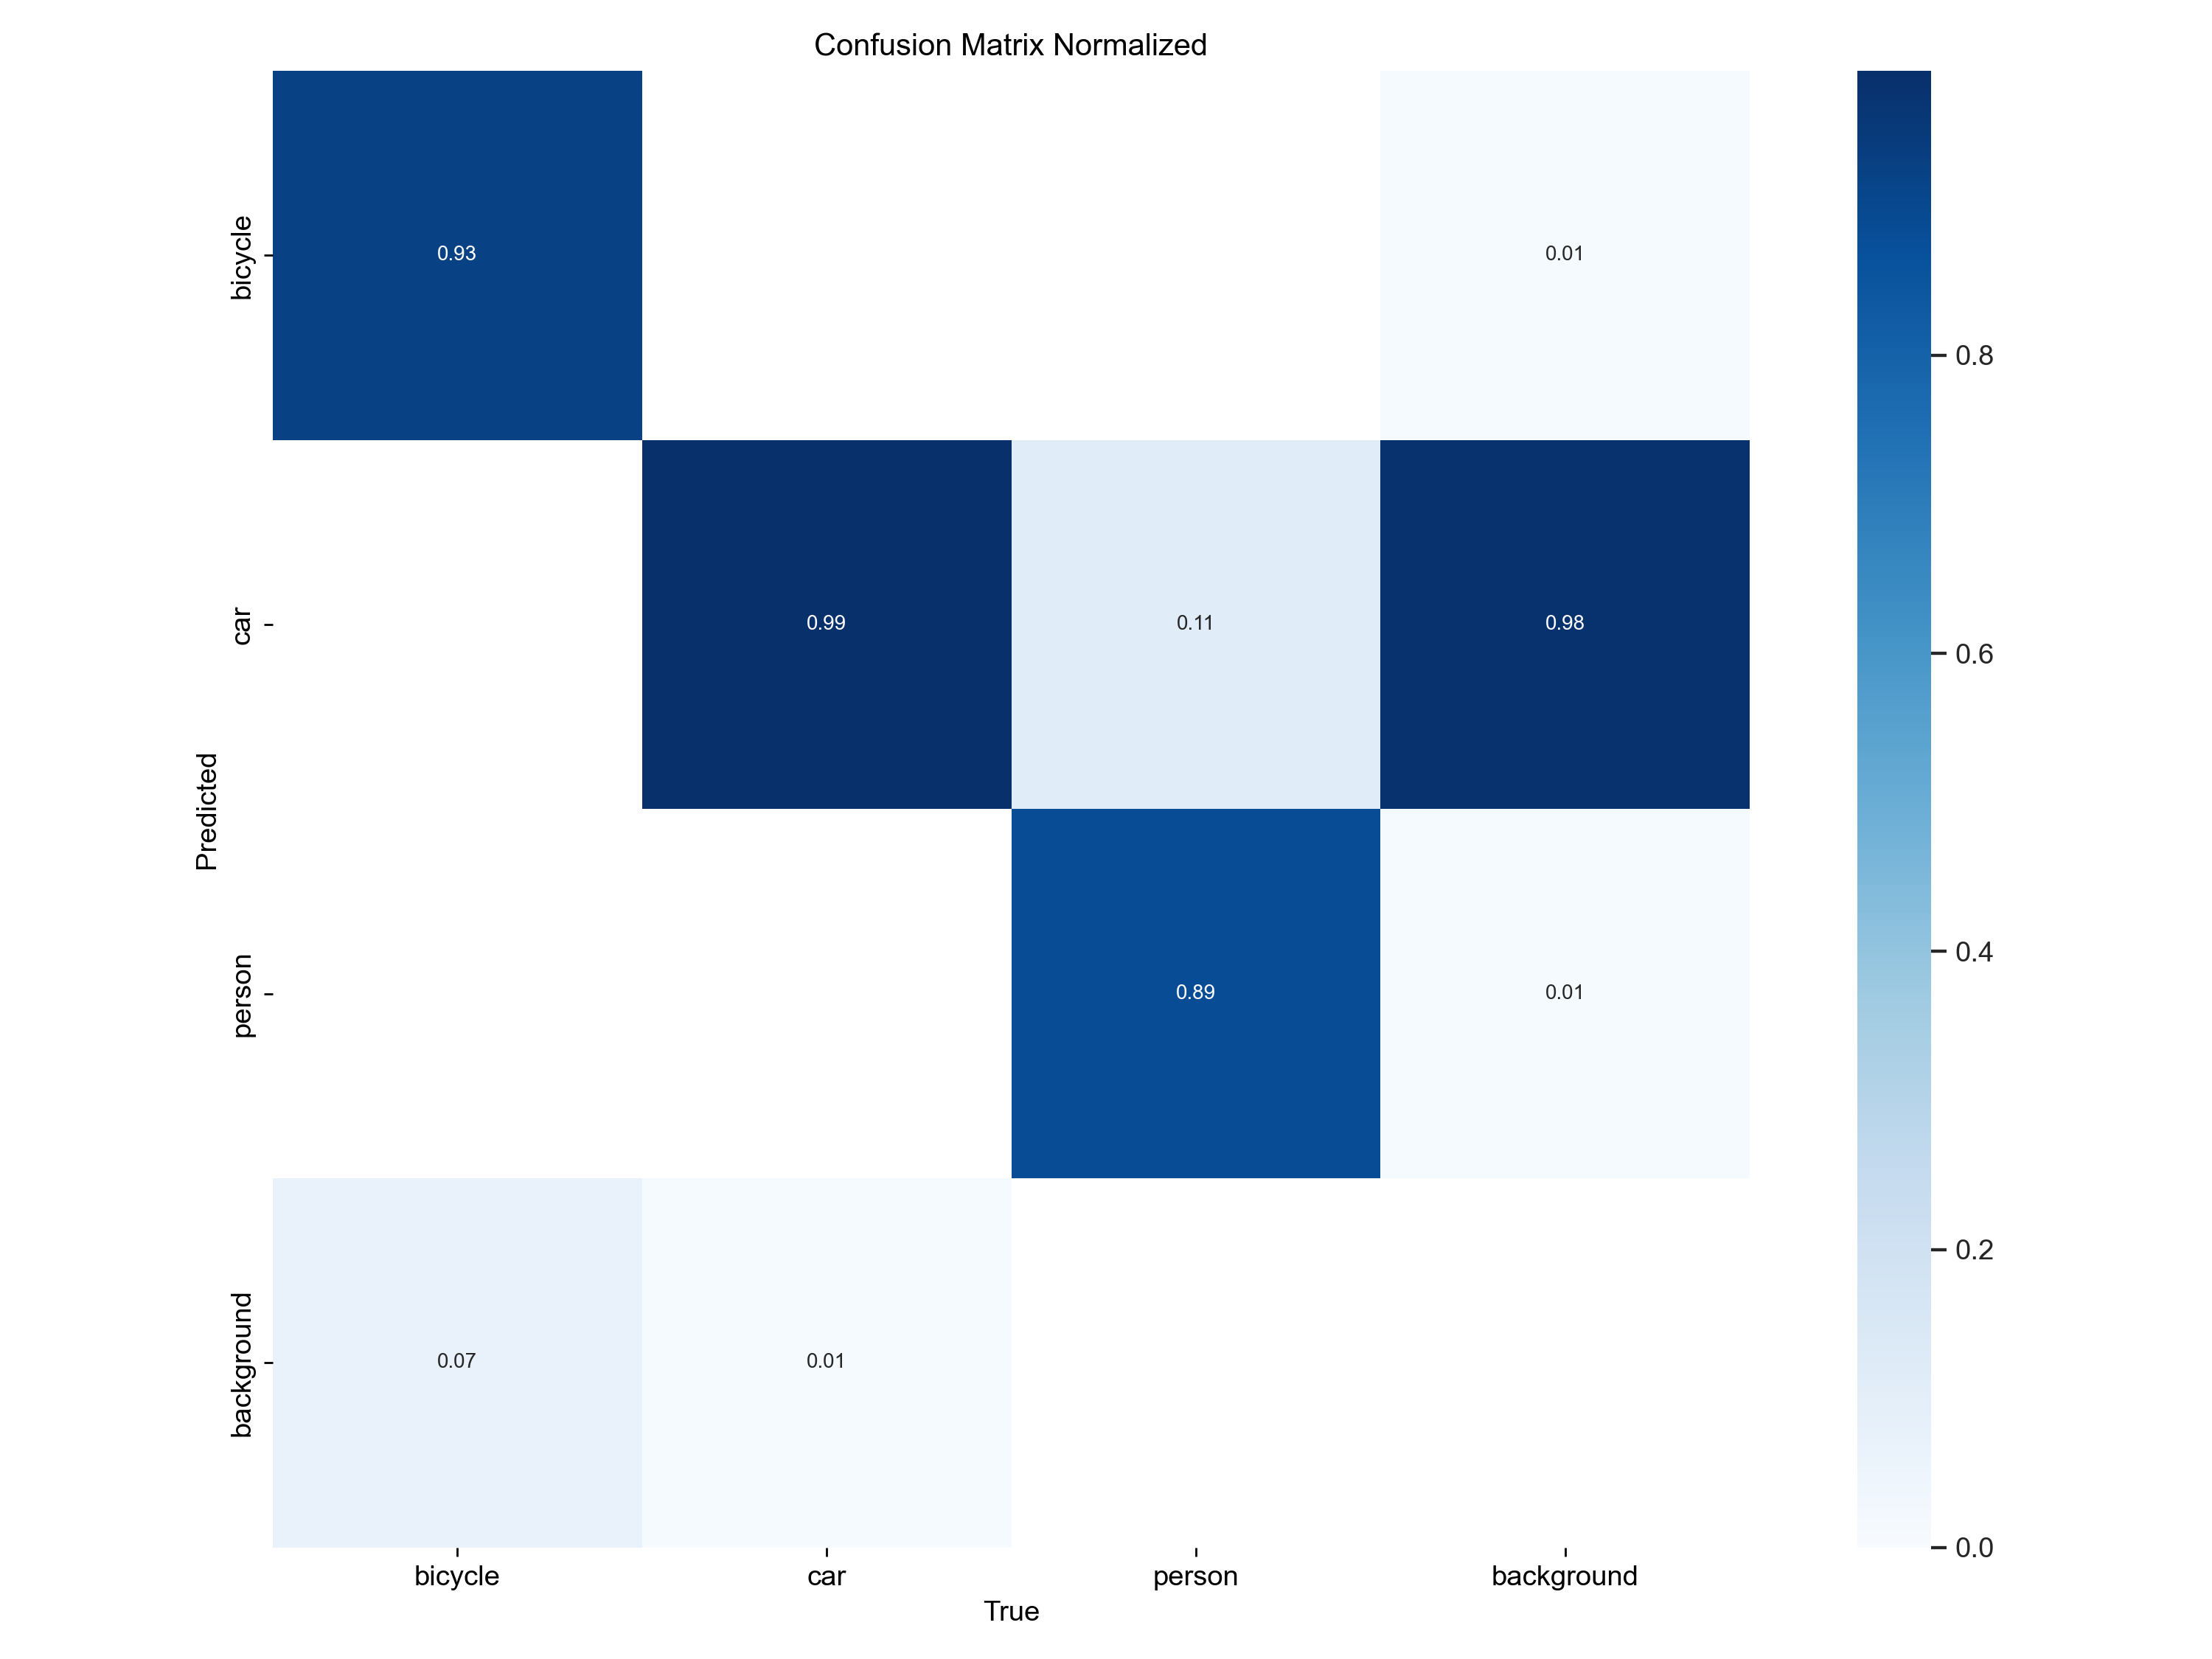 Confusion Matrix Normalized
bicycle
0.93
0.01
0.8
car
0.99
0.11
0.98
0.6
Predicted
person
0.89
0.01
0.4
background
0.07
0.01
0.2
0.0
bicycle
car
person
background
True